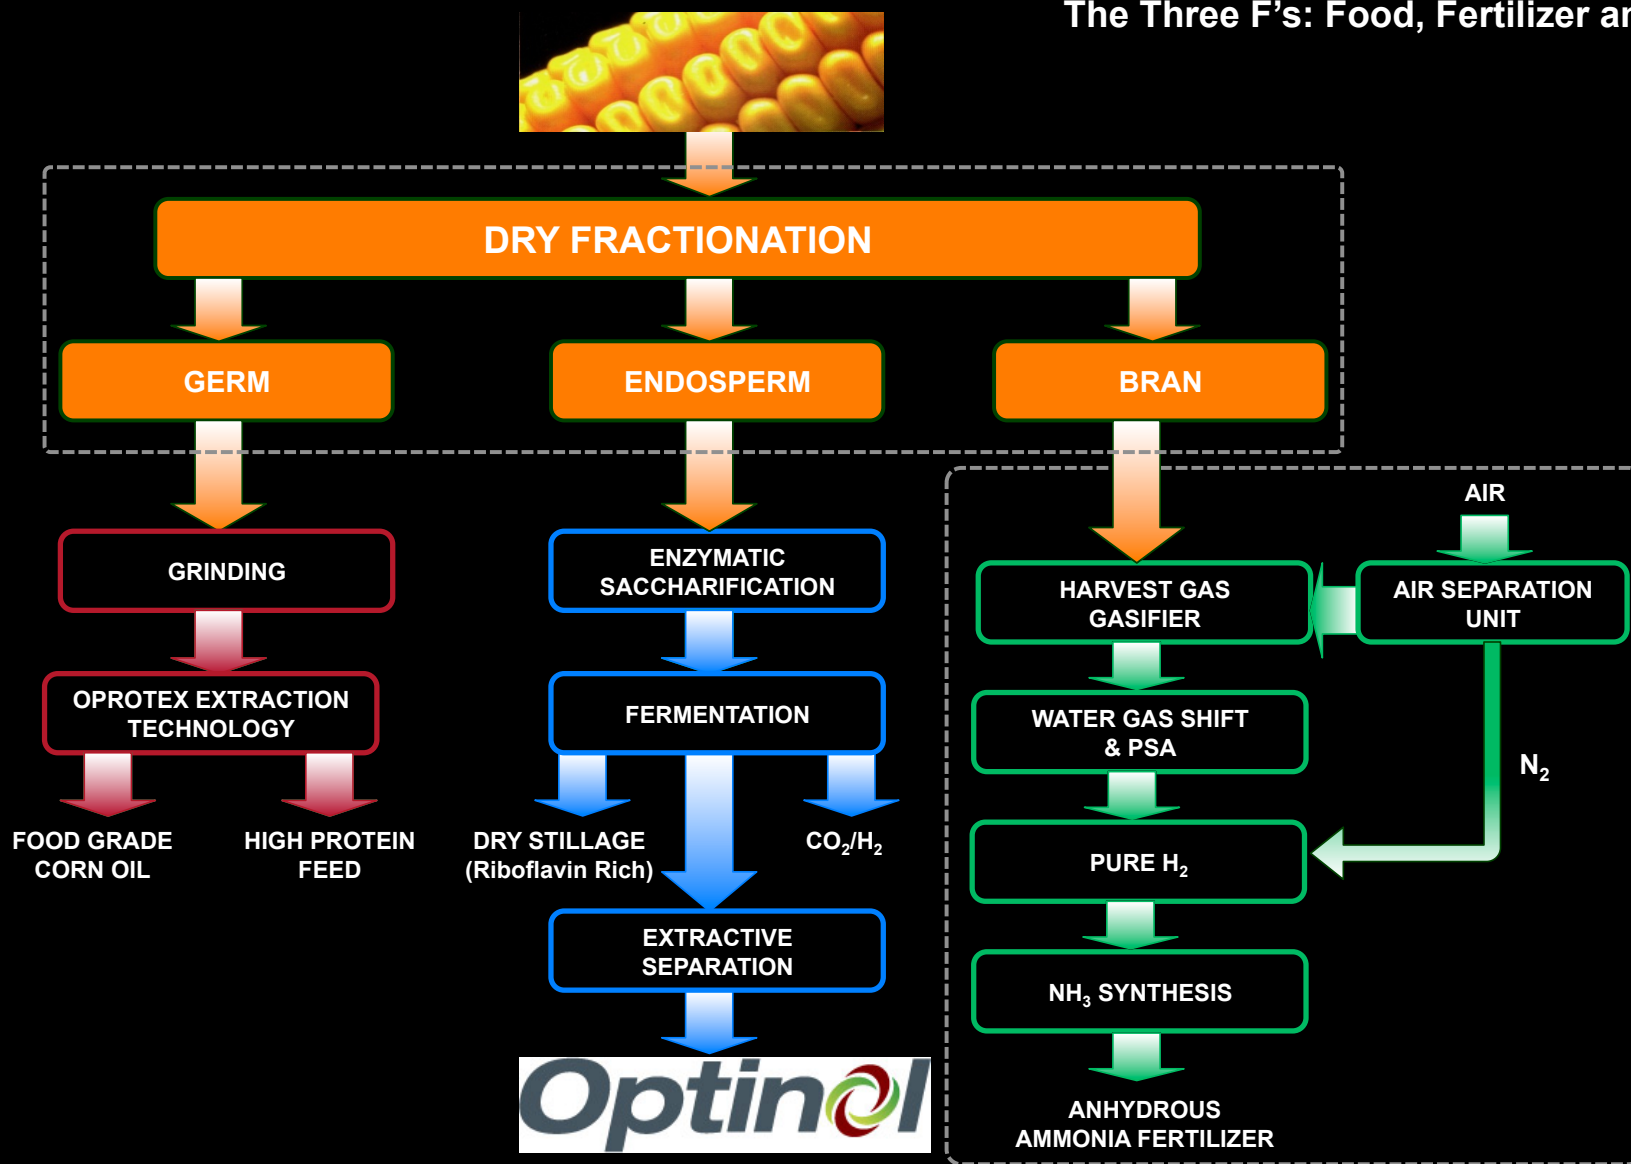 The Three F's: Food, Fertilizer
DRY FRACTIONATION
GERM
ENDOSPERM
BRAN
GRINDING
OPROTEX EXTRACTION
TECHNOLOGY
FOOD GRADE
CORN OIL
HIGH PROTEIN
FEED
ENZYMATIC
SACCHARIFICATION
FERMENTATION
DRY STILLAGE
(Riboflavin Rich)
CO₂/H₂
EXTRACTIVE
SEPARATION
Optinol
AIR
HARVEST GAS
GASIFIER
AIR SEPARATION
UNIT
WATER GAS SHIFT
& PSA
N₂
PURE H₂
NH₃ SYNTHESIS
ANHYDROUS
AMMONIA FERTILIZER